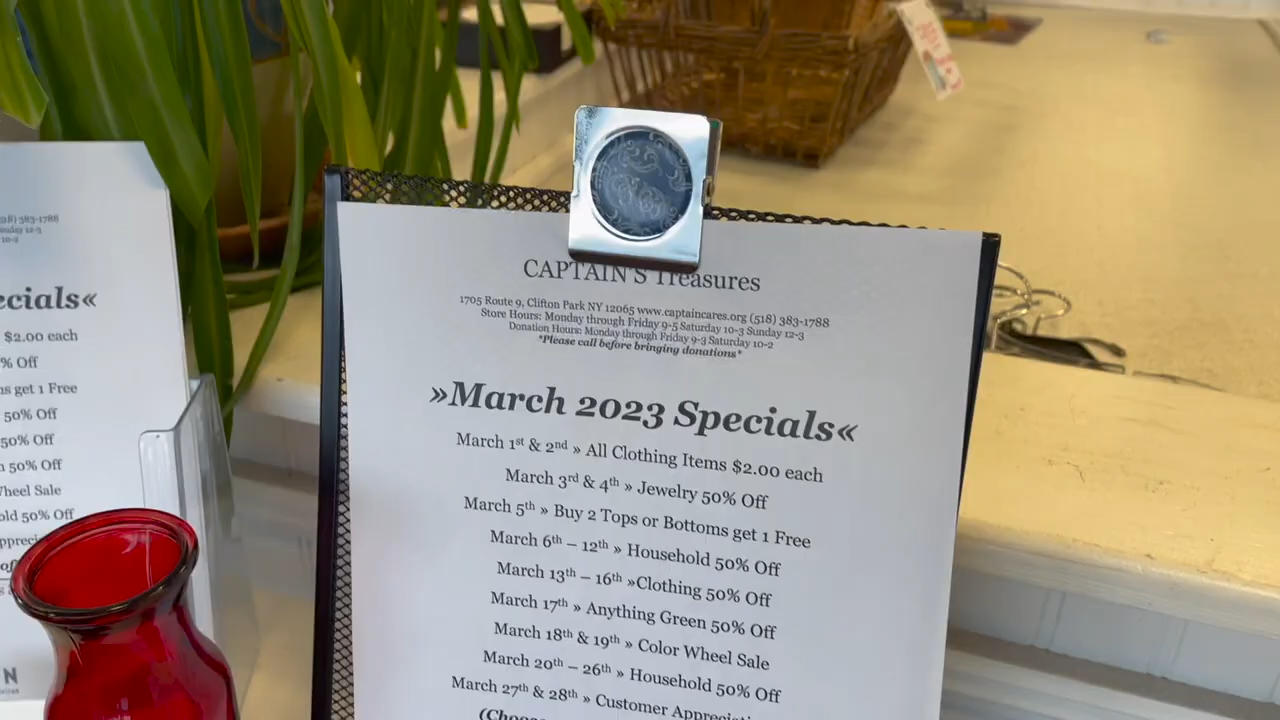 CAPTAIN'S Treasures
1705 Route 9, Clifton Park NY 12065 www.captaincares.org (518) 383-1788
Store Hours: Monday through Friday 9-5 Saturday 10-3 Sunday 12-3
Donation Hours: Monday through Friday 9-3 Saturday 10-2
*Please call before bringing donations*
»March 2023 Specials«
March 1st & 2nd » All Clothing Items $2.00 each
March 3rd & 4th » Jewelry 50% Off
March 5th » Buy 2 Tops or Bottoms get 1 Free
March 6th – 12th » Household 50% Off
March 13th – 16th »Clothing 50% Off
March 17th » Anything Green 50% Off
March 18th & 19th » Color Wheel Sale
March 20th – 26th » Household 50% Off
March 27th & 28th » Customer
383-1788
12-3
10-2
$2.00 each
% Off
get 1 Free
50% Off
50% Off
50% Off
Wheel Sale
50% Off